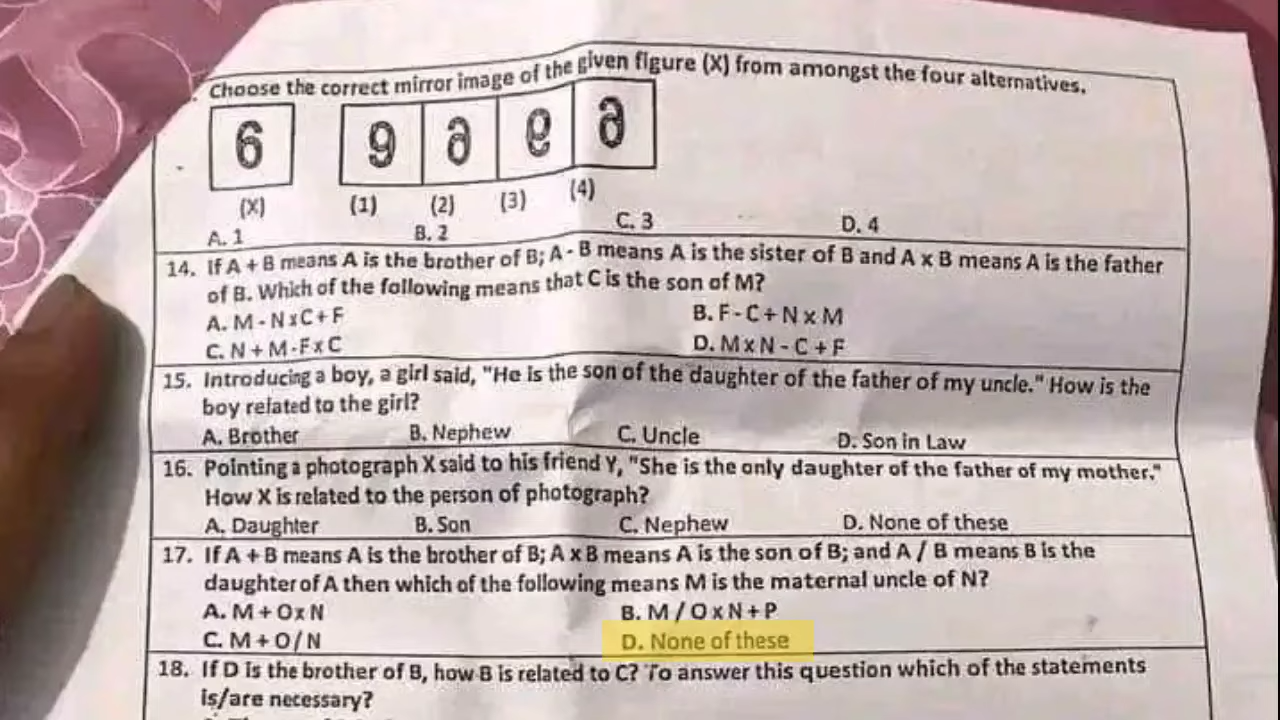 Choose the correct mirror image of the given figure (X) from amongst the four alternatives.
6
(X) (1) (2) (3) (4)
A. 1 B. 2 C. 3 D. 4
14. If A + B means A is the brother of B; A - B means A is the sister of B and A x B means A is the father
of B. Which of the following means that C is the son of M?
A. M - N x C + F B. F - C + N x M
C. N + M - F x C D. M x N - C + F
15. Introducing a boy, a girl said, "He is the son of the daughter of the father of my uncle." How is the
boy related to the girl?
A. Brother B. Nephew C. Uncle D. Son in Law
16. Pointing a photograph X said to his friend Y, "She is the only daughter of the father of my mother."
How X is related to the person of photograph?
A. Daughter B. Son C. Nephew D. None of these
17. If A + B means A is the brother of B; A x B means A is the son of B; and A / B means B is the
daughter of A then which of the following means M is the maternal uncle of N?
A. M + O x N B. M / O x N + P
C. M + O / N D. None of these
18. If D is the brother of B, how B is related to C? To answer this question which of the statements
is/are necessary?